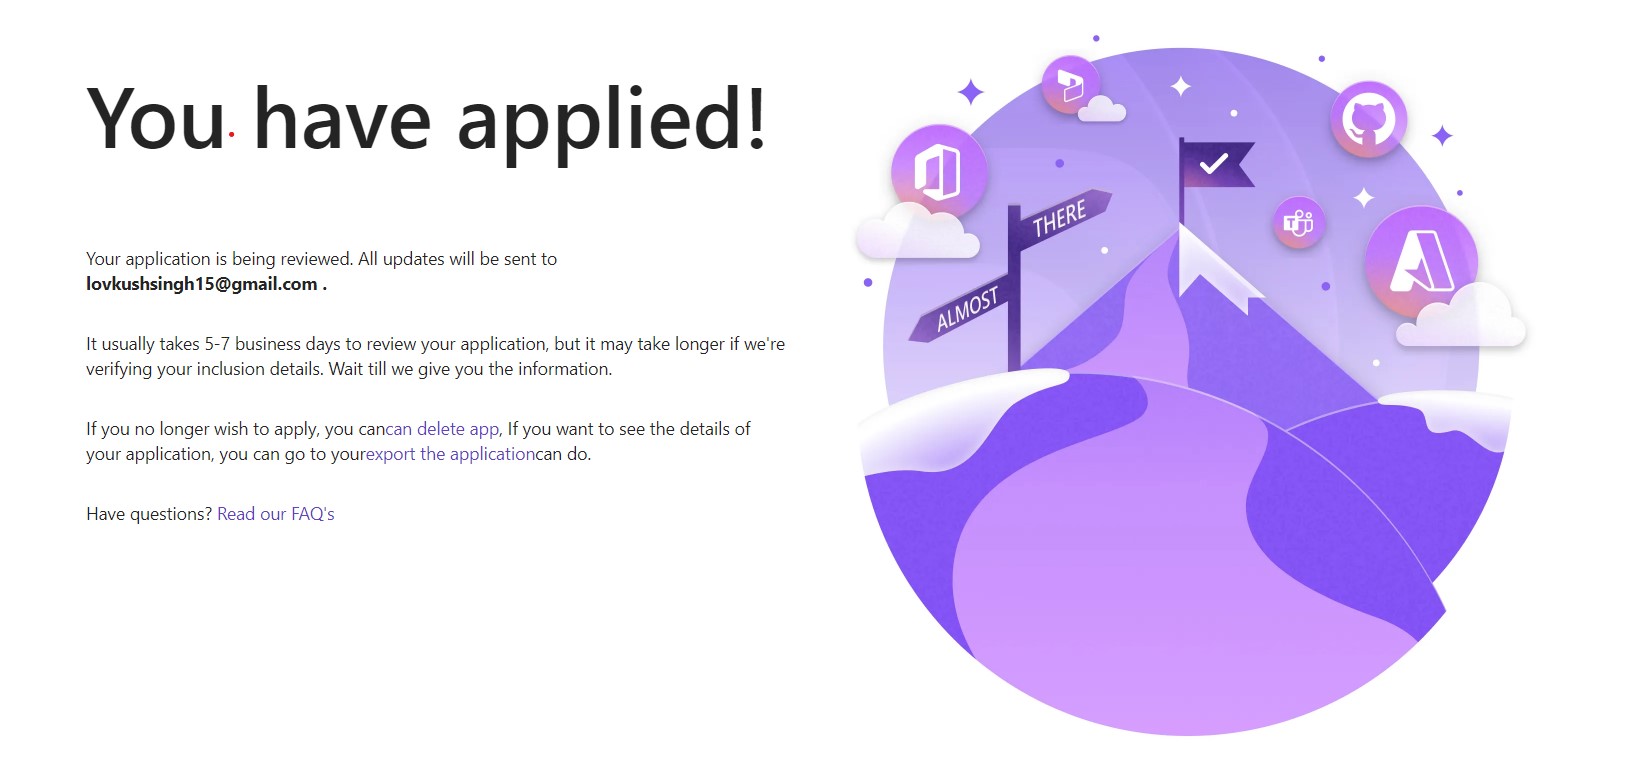 You have applied!
Your application is being reviewed. All updates will be sent to
lovkushsingh15@gmail.com .
It usually takes 5-7 business days to review your application, but it may take longer if we're
verifying your inclusion details. Wait till we give you the information.
If you no longer wish to apply, you cancan delete app, If you want to see the details of
your application, you can go to yourexport the applicationcan do.
Have questions? Read our FAQ's
THERE
ALMOST
T